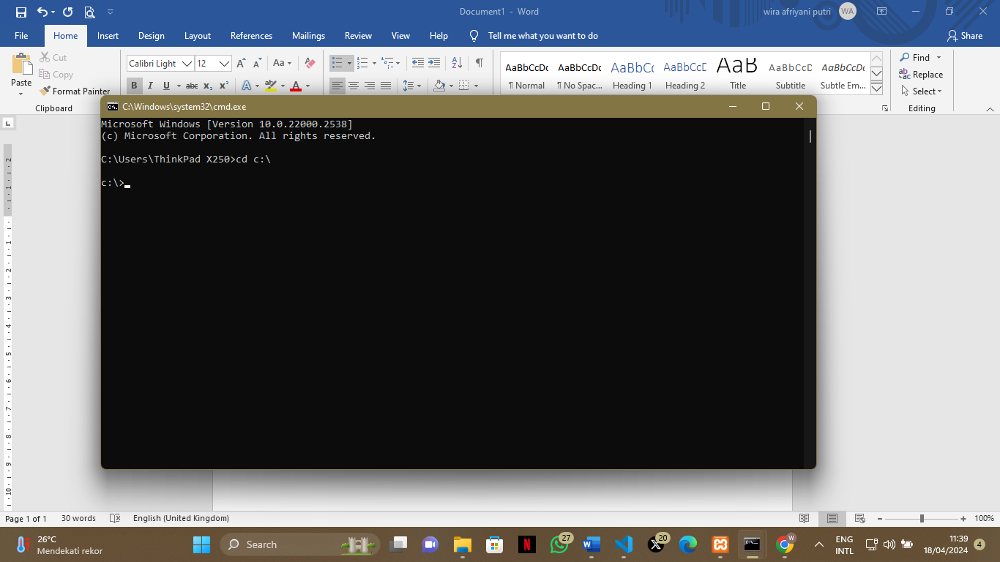 Document1 - Word
wira afriyani putri
WA
File Home Insert Design Layout References Mailings Review View Help Tell me what you want to do Share
Paste
Cut
Copy
Format Painter
Clipboard
Calibri Light 12
B I U abc x₂ x²
AaBbCcDc AaBbCcDc AaBbCc AaBbCcD AaB AaBbCcD AaBbCcDc
¶ Normal ¶ No Spac... Heading 1 Heading 2 Title Subtitle Subtle Em...
Find
Replace
Select
Editing
C:\Windows\system32\cmd.exe
Microsoft Windows [Version 10.0.22000.2538]
(c) Microsoft Corporation. All rights reserved.
C:\Users\ThinkPad X250>cd c:\
c:\>
Page 1 of 1 30 words English (United Kingdom) 100%
26°C
Mendekati rekor
Search
27
20
W
ENG
INTL
11:39
18/04/2024
4